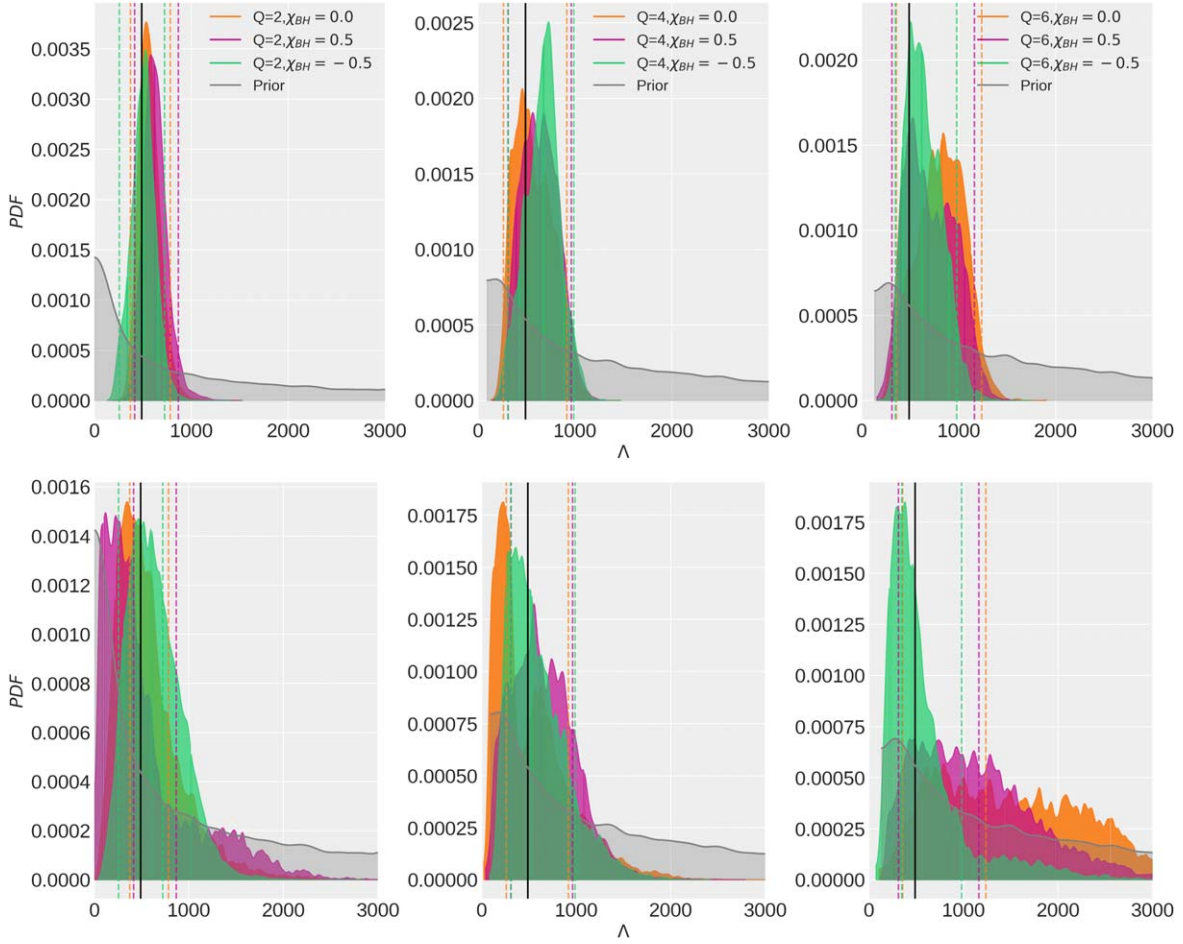 Q=2,χBH = 0.0
Q=2,χBH = 0.5
Q=2,χBH = −0.5
Prior
0.0035
0.0030
0.0025
0.0020
0.0015
0.0010
0.0005
0.0000
PDF
0 1000 2000 3000
Q=4,χBH = 0.0
Q=4,χBH = 0.5
Q=4,χBH = −0.5
Prior
0.0025
0.0020
0.0015
0.0010
0.0005
0.0000
0 1000 2000 3000
Λ
Q=6,χBH = 0.0
Q=6,χBH = 0.5
Q=6,χBH = −0.5
Prior
0.0020
0.0015
0.0010
0.0005
0.0000
0 1000 2000 3000
0.0016
0.0014
0.0012
0.0010
0.0008
0.0006
0.0004
0.0002
0.0000
PDF
0 1000 2000 3000
0.00175
0.00150
0.00125
0.00100
0.00075
0.00050
0.00025
0.00000
0 1000 2000 3000
Λ
0.00175
0.00150
0.00125
0.00100
0.00075
0.00050
0.00025
0.00000
0 1000 2000 3000